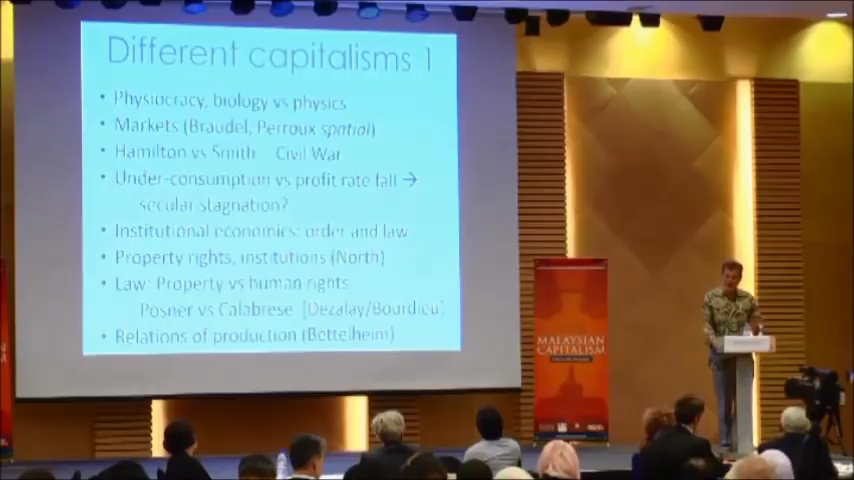 Different capitalisms 1
• Physiocracy, biology vs physics
• Markets (Braudel, Perroux spatial)
• Hamilton vs Smith   Civil War
• Under-consumption vs profit rate fall →
secular stagnation?
• Institutional economics: order and law
• Property rights, institutions (North)
• Law: Property vs human rights
Posner vs Calabrese [Dezalay/Bourdieu]
• Relations of production (Bettelheim)
MALAYSIAN
CAPITALISM